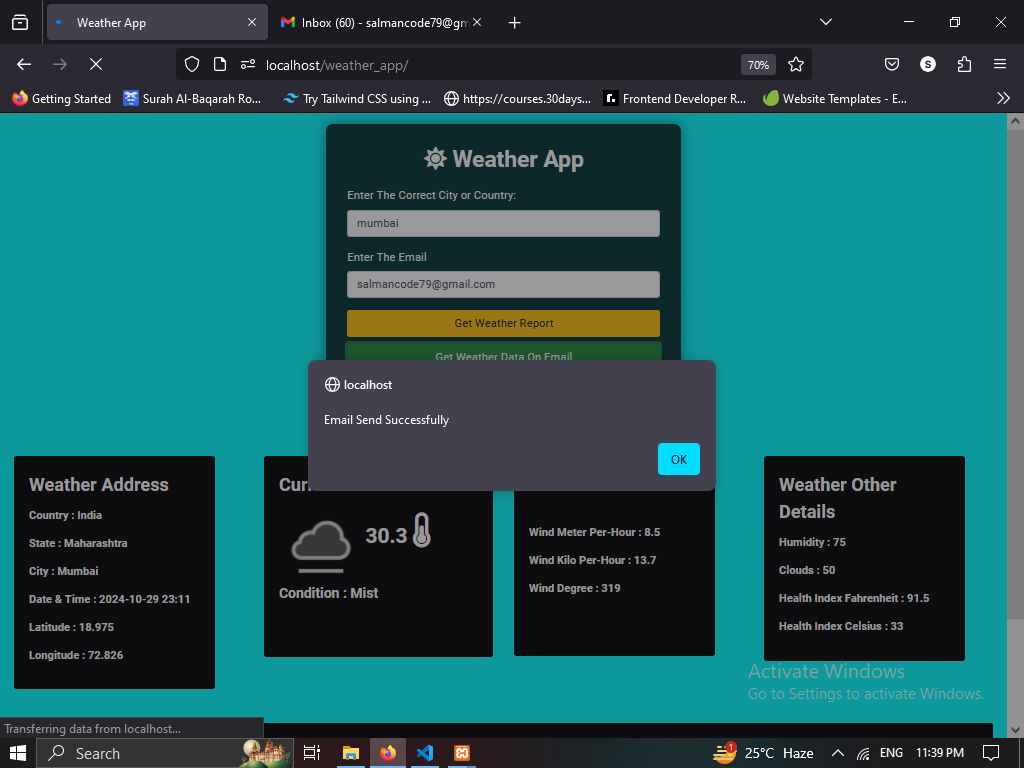 Weather App
Inbox (60) - salmancode79@gm
localhost/weather_app/
70%
S
Getting Started
Surah Al-Baqarah Ro...
Try Tailwind CSS using ...
https://courses.30days...
Frontend Developer R...
Website Templates - E...
Weather App
Enter The Correct City or Country:
mumbai
Enter The Email
salmancode79@gmail.com
Get Weather Report
Get Weather Data On Email
localhost
Email Send Successfully
OK
Weather Address
Country : India
State : Maharashtra
City : Mumbai
Date & Time : 2024-10-29 23:11
Latitude : 18.975
Longitude : 72.826
30.3
Condition : Mist
Wind Meter Per-Hour : 8.5
Wind Kilo Per-Hour : 13.7
Wind Degree : 319
Weather Other
Details
Humidity : 75
Clouds : 50
Health Index Fahrenheit : 91.5
Health Index Celsius : 33
Activate Windows
Go to Settings to activate Windows.
Transferring data from localhost...
Search
1
25°C Haze
ENG
11:39 PM